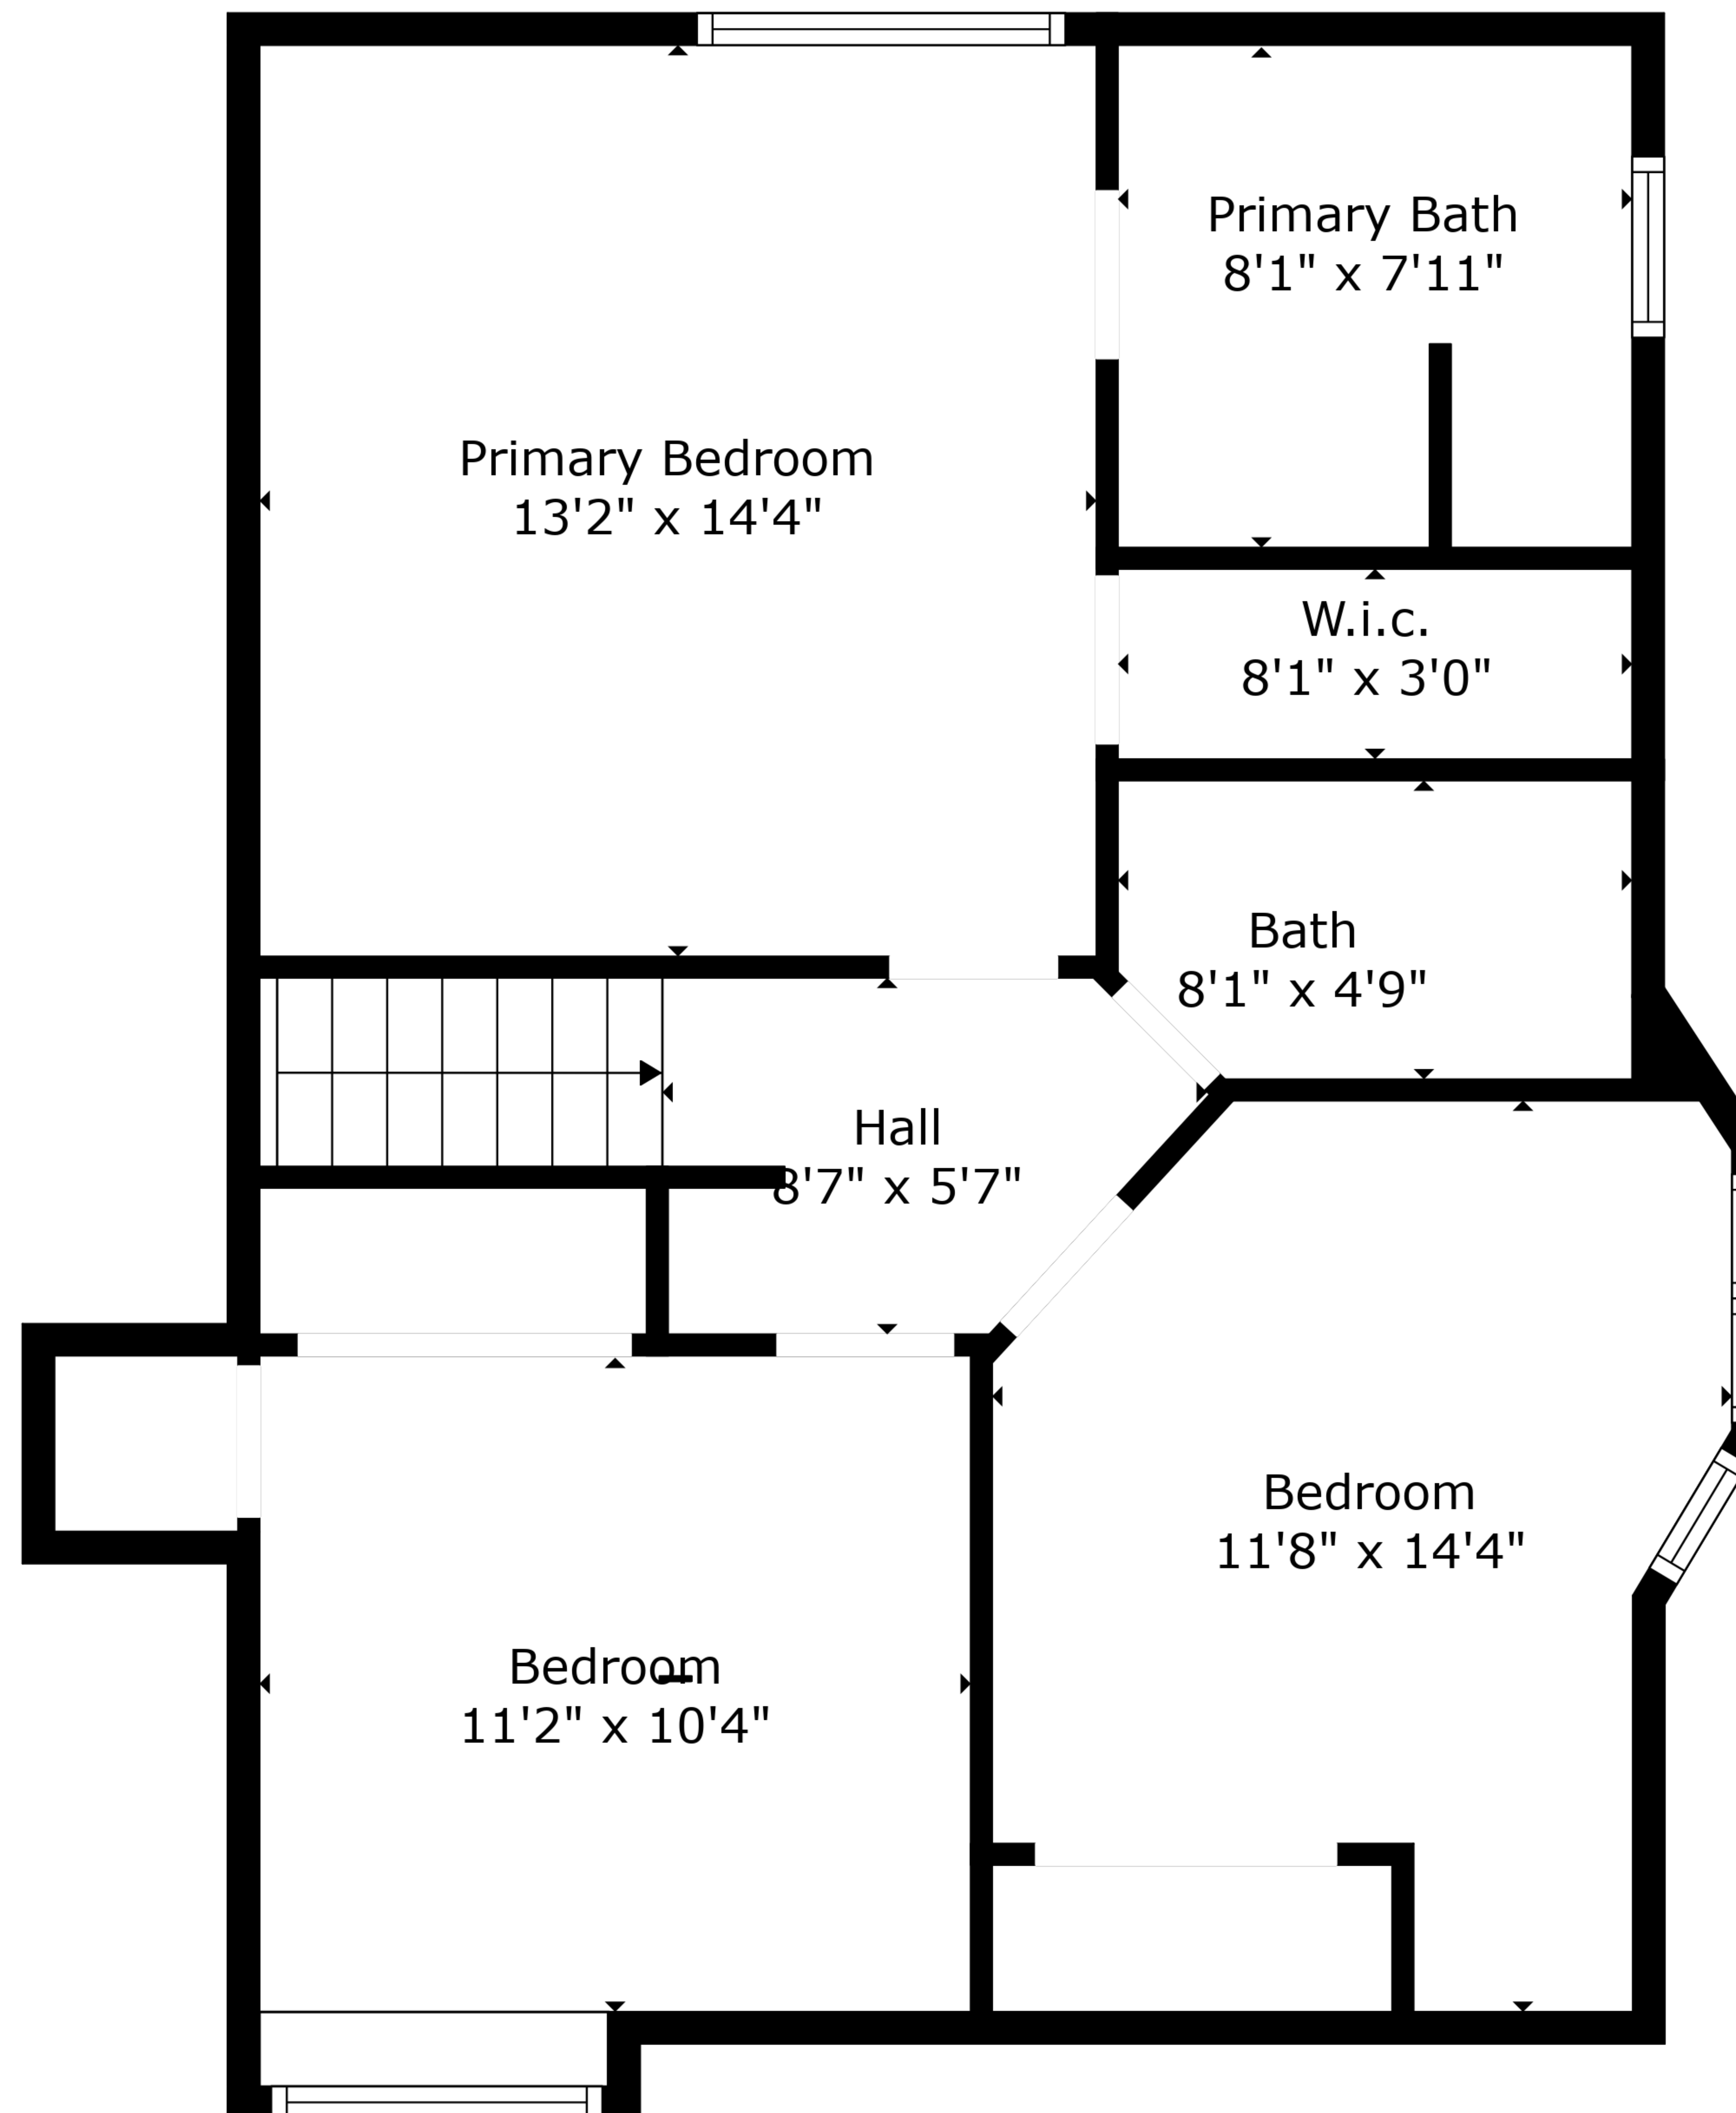 Primary Bath
8'1" x 7'11"
Primary Bedroom
13'2" x 14'4"
W.i.c.
8'1" x 3'0"
Bath
8'1" x 4'9"
Hall
8'7" x 5'7"
Bedroom
11'8" x 14'4"
Bedroom
11'2" x 10'4"